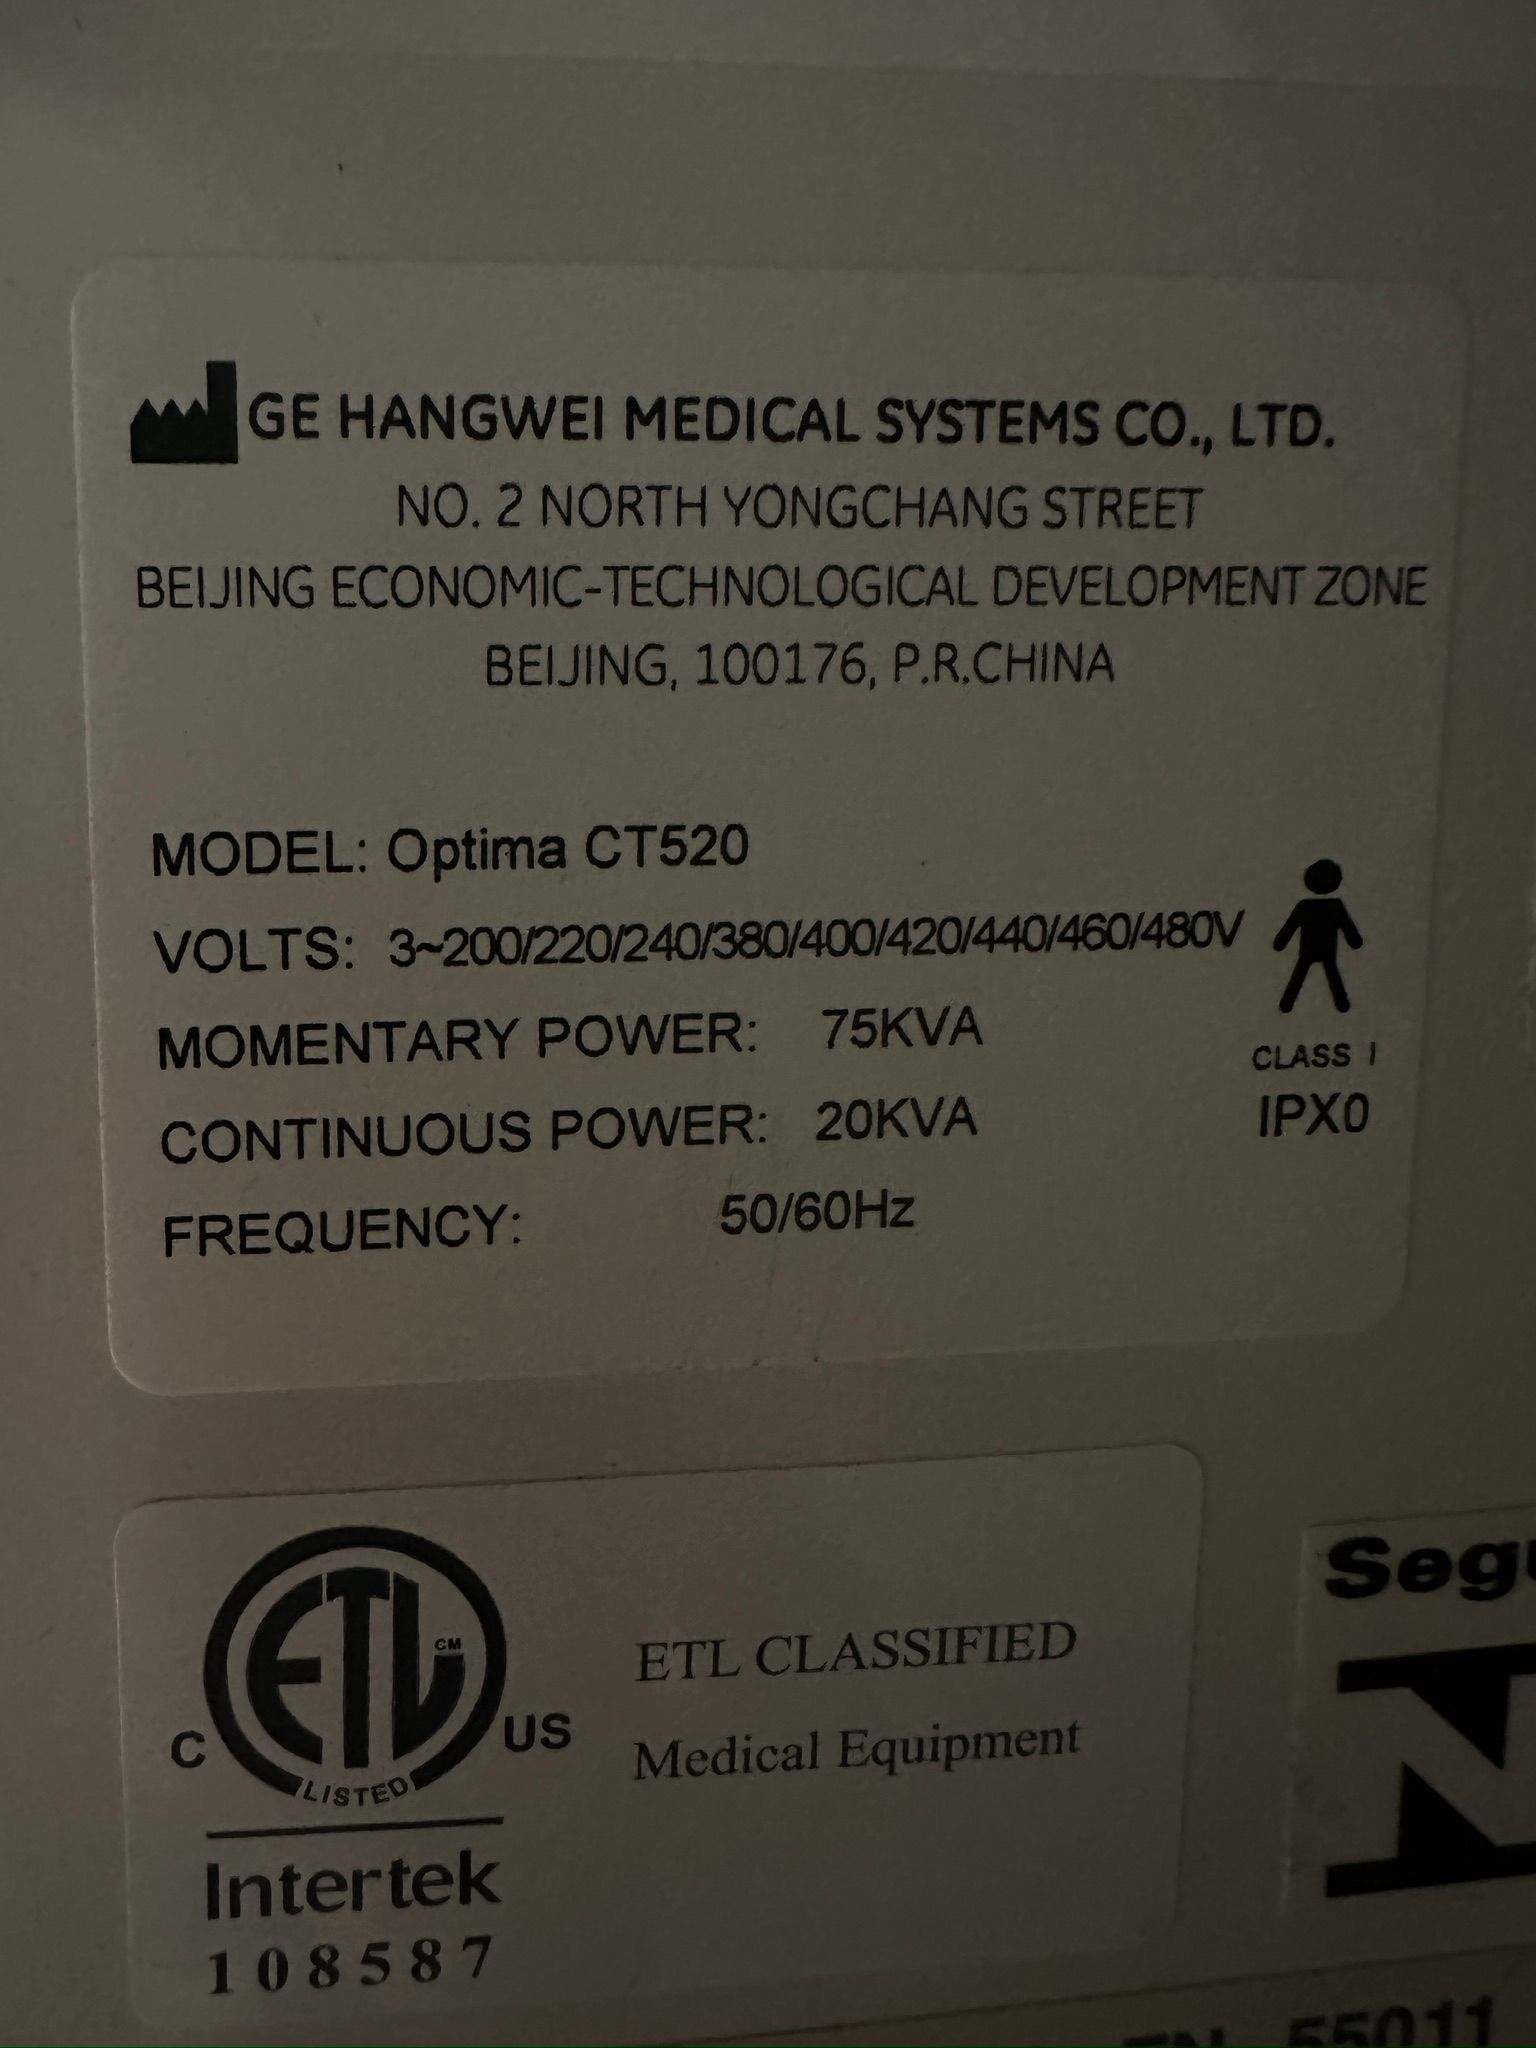 GE HANGWEI MEDICAL SYSTEMS CO., LTD.
NO. 2 NORTH YONGCHANG STREET
BEIJING ECONOMIC-TECHNOLOGICAL DEVELOPMENT ZONE
BEIJING, 100176, P.R.CHINA
MODEL: Optima CT520
VOLTS: 3~200/220/240/380/400/420/440/460/480V
MOMENTARY POWER: 75KVA
CONTINUOUS POWER: 20KVA
FREQUENCY: 50/60Hz
CLASS I
IPX0
ETL CM
LISTED
C US
Intertek
108587
ETL CLASSIFIED
Medical Equipment
55011